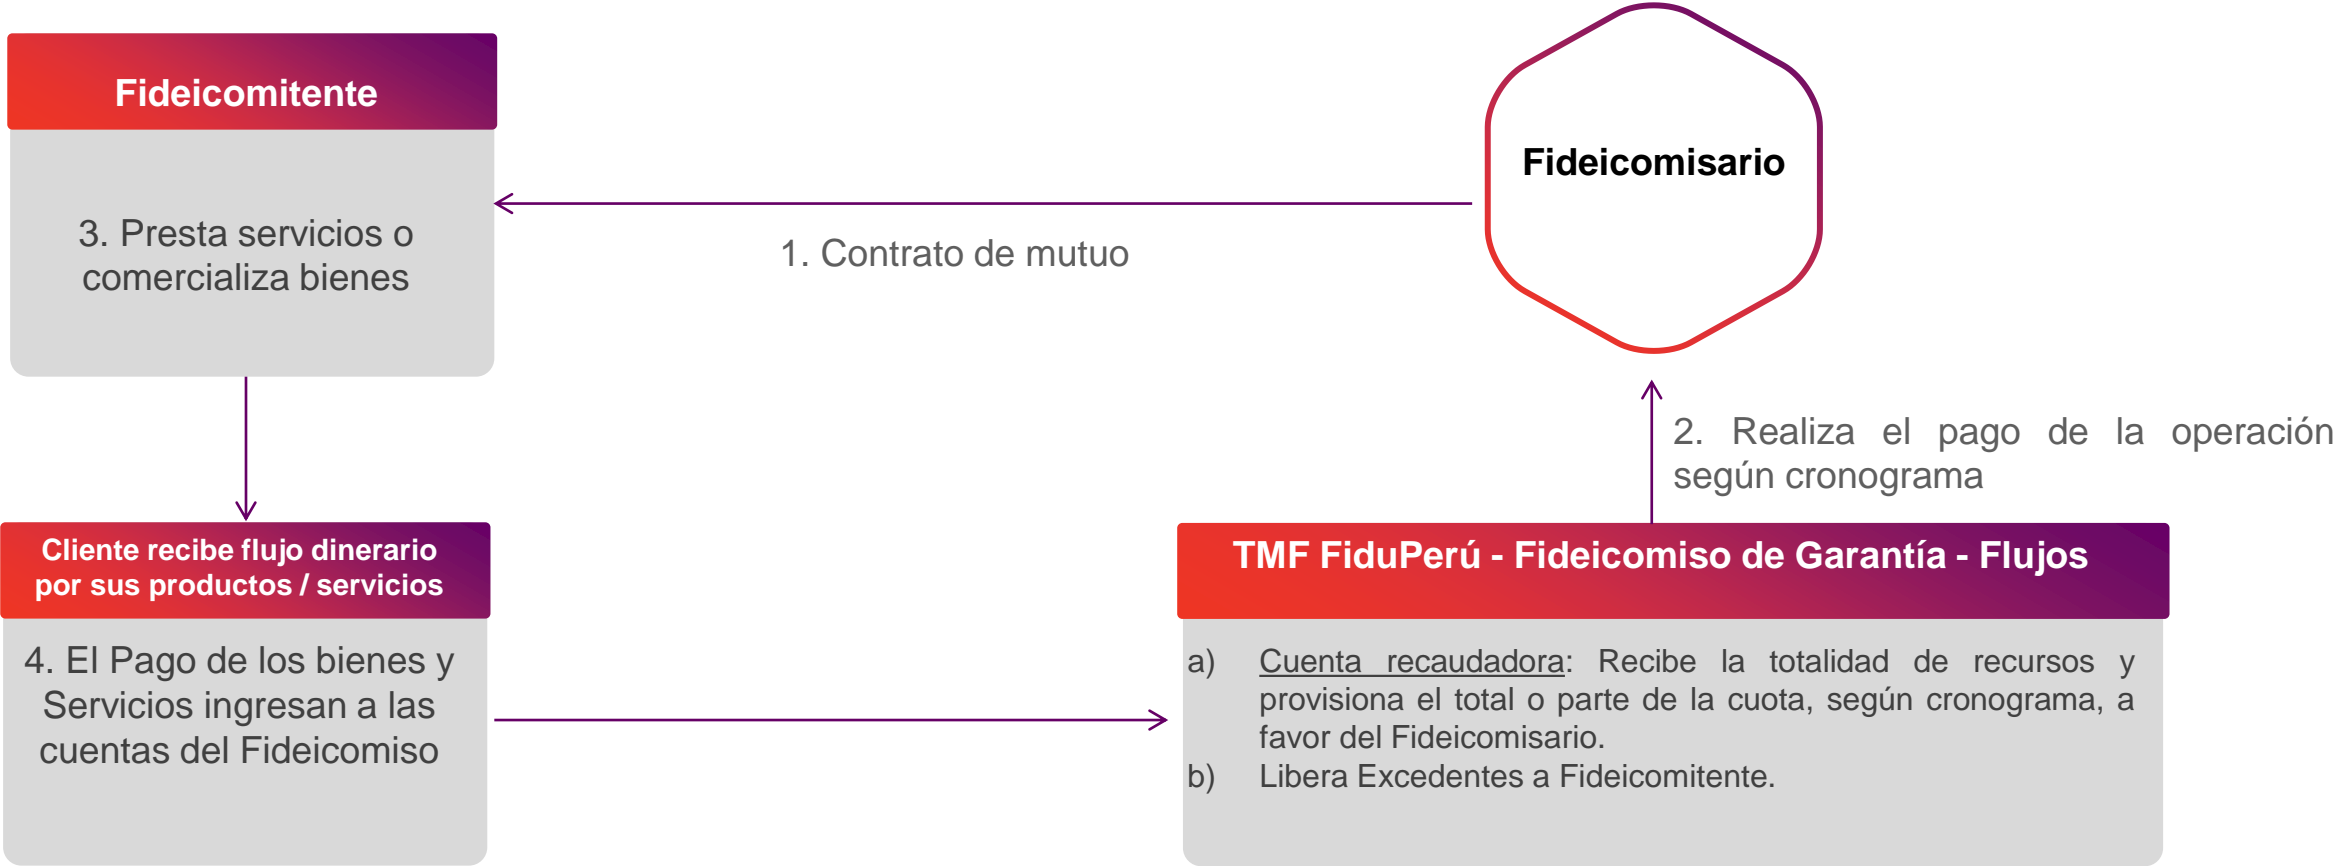 Fideicomitente
3. Presta servicios o
comercializa bienes
1. Contrato de mutuo
Fideicomisario
2. Realiza el pago de la operación
según cronograma
Cliente recibe flujo dinerario
por sus productos / servicios
4. El Pago de los bienes y
Servicios ingresan a las
cuentas del Fideicomiso
TMF FiduPerú - Fideicomiso de Garantía - Flujos
a) Cuenta recaudadora: Recibe la totalidad de recursos y
provisiona el total o parte de la cuota, según cronograma, a
favor del Fideicomisario.
b) Libera Excedentes a Fideicomitente.